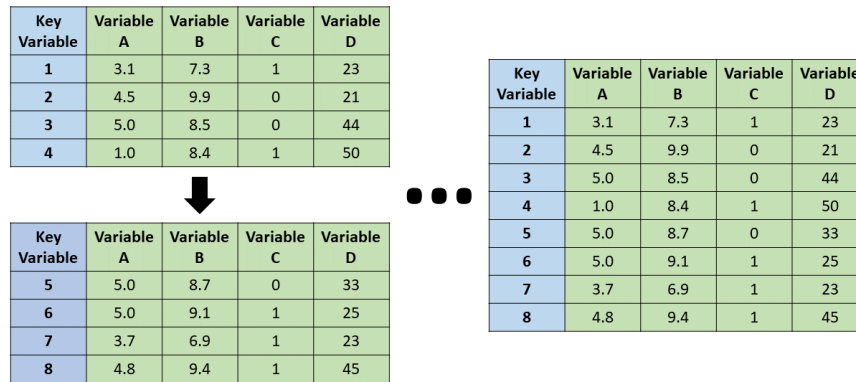 Key Variable Variable Variable Variable
Variable A B C D
1 3.1 7.3 1 23
2 4.5 9.9 0 21
3 5.0 8.5 0 44
4 1.0 8.4 1 50
Key Variable Variable Variable Variable
Variable A B C D
5 5.0 8.7 0 33
6 5.0 9.1 1 25
7 3.7 6.9 1 23
8 4.8 9.4 1 45
Key Variable Variable Variable Variable
Variable A B C D
1 3.1 7.3 1 23
2 4.5 9.9 0 21
3 5.0 8.5 0 44
4 1.0 8.4 1 50
5 5.0 8.7 0 33
6 5.0 9.1 1 25
7 3.7 6.9 1 23
8 4.8 9.4 1 45